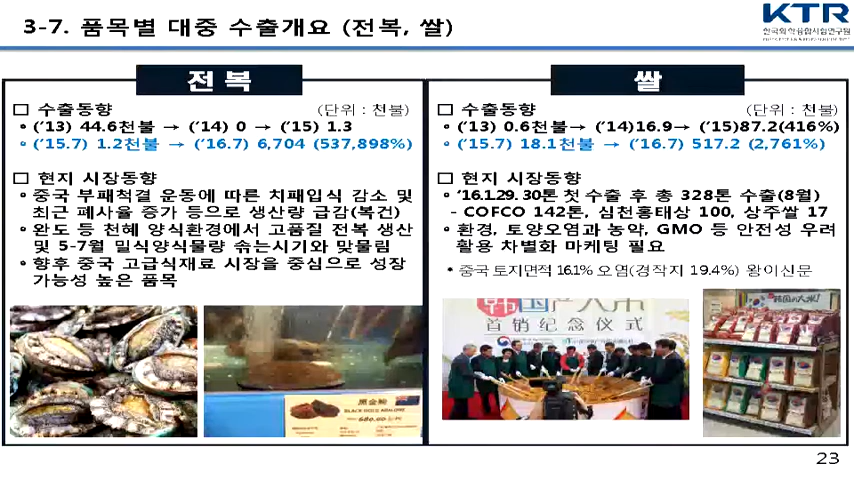 3-7. 품목별 대중 수출개요 (전복, 쌀)
KTR
한국화학융합시험연구원
전 복
□ 수출동향 (단위 : 천불)
∘ ('13) 44.6천불 → ('14) 0 → ('15) 1.3
∘ ('15.7) 1.2천불 → ('16.7) 6,704 (537,898%)
□ 현지 시장동향
∘ 중국 부패척결 운동에 따른 치패입식 감소 및
최근 폐사율 증가 등으로 생산량 급감(복건)
∘ 완도 등 천혜 양식환경에서 고품질 전복 생산
및 5-7월 밀식양식물량 솎는시기와 맞물림
∘ 향후 중국 고급식재료 시장을 중심으로 성장
가능성 높은 품목
黑金鲍
BLACK GOLD ABALONE
쌀
□ 수출동향 (단위 : 천불)
∘ ('13) 0.6천불→ ('14)16.9→ ('15)87.2(416%)
∘ ('15.7) 18.1천불 → ('16.7) 517.2 (2,761%)
□ 현지 시장동향
∘ '16.1.29. 30톤 첫 수출 후 총 328톤 수출(8월)
- COFCO 142톤, 심천홍태상 100, 상주쌀 17
∘ 환경, 토양오염과 농약, GMO 등 안전성 우려
활용 차별화 마케팅 필요
* 중국 토지면적 16.1% 오염(경작지 19.4%) 왕이신문
韩国产大米
首销纪念仪式
韩国大米
23